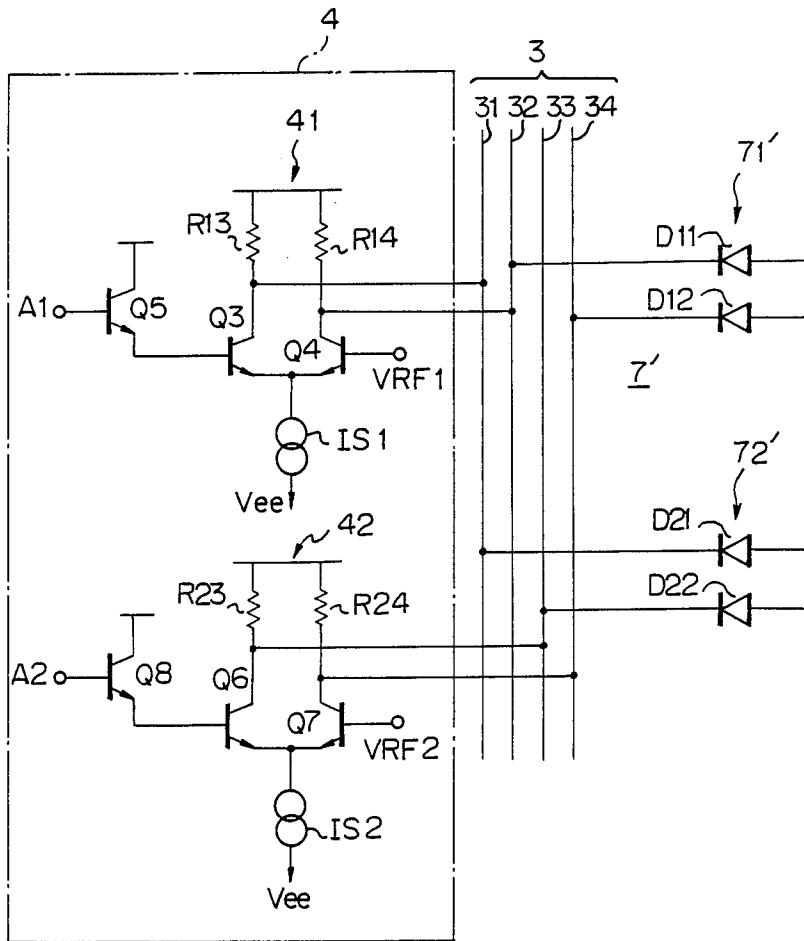 4
3
31 32 33 34
41
71′
R13
R14
D11
A1
Q5
Q3
D12
Q4
VRF1
7′
IS1
Vee
72′
42
D21
R23
R24
D22
A2
Q8
Q6
Q7
VRF2
IS2
Vee